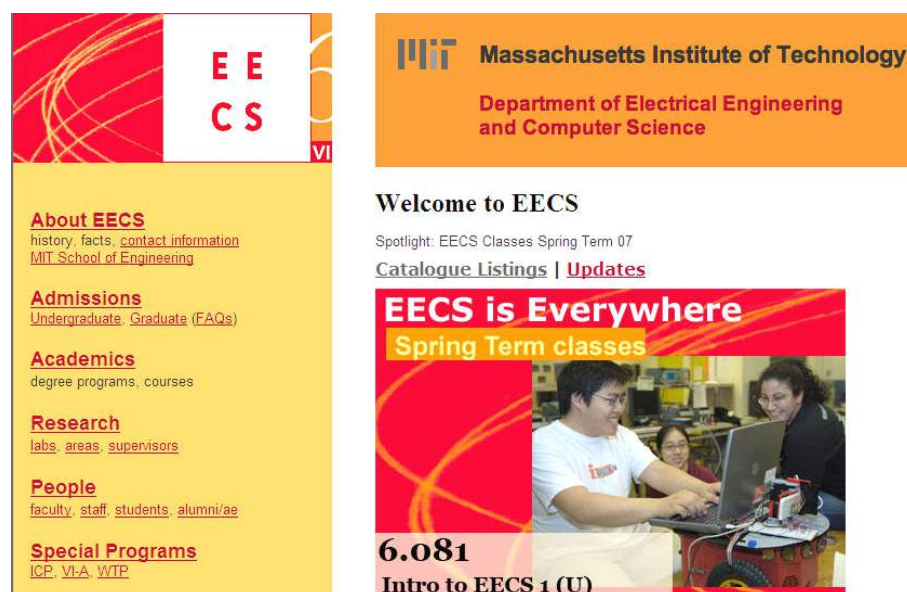 E E
C S
VI
About EECS
history, facts, contact information
MIT School of Engineering
Admissions
Undergraduate, Graduate (FAQs)
Academics
degree programs, courses
Research
labs, areas, supervisors
People
faculty, staff, students, alumni/ae
Special Programs
ICP, VI-A, WTP
MIT
Massachusetts Institute of Technology
Department of Electrical Engineering
and Computer Science
Welcome to EECS
Spotlight: EECS Classes Spring Term 07
Catalogue Listings | Updates
EECS is Everywhere
Spring Term classes
6.081
Intro to EECS 1 (U)